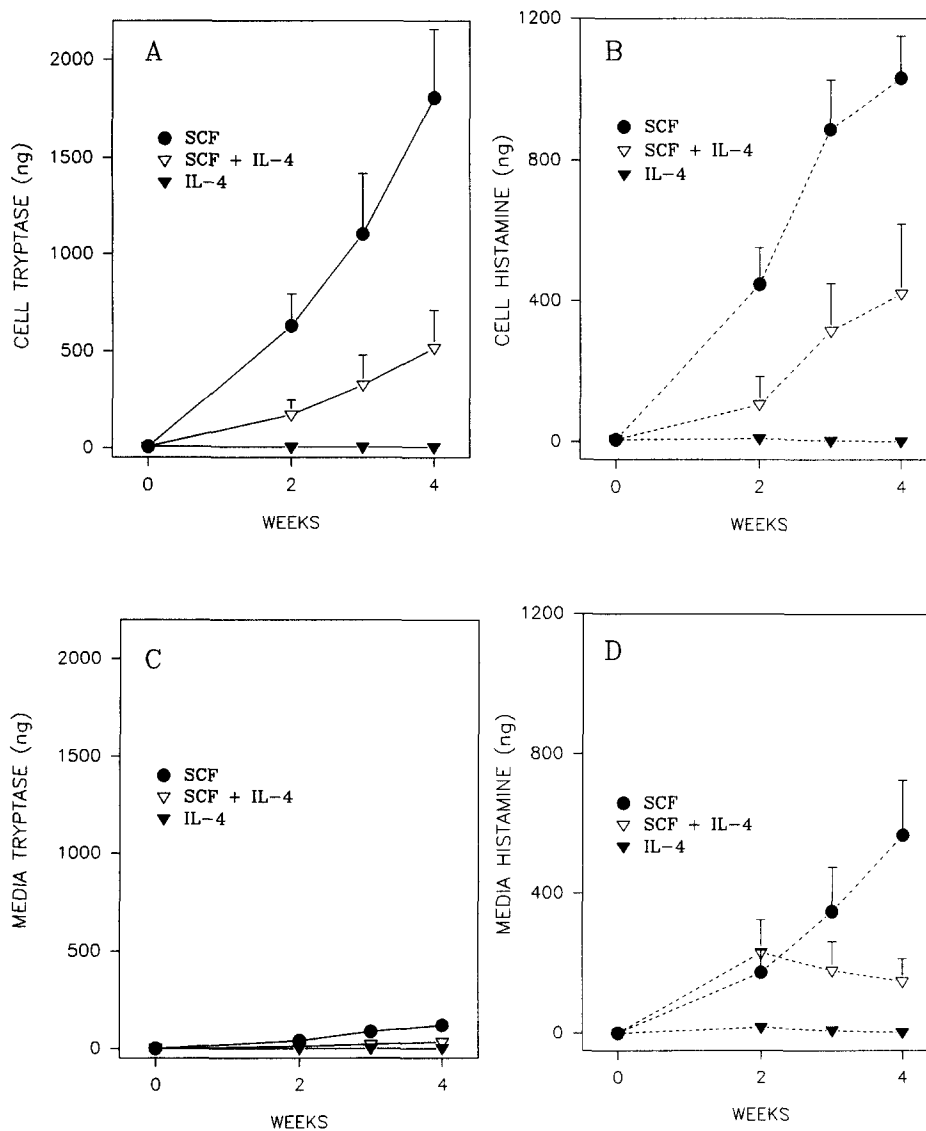 A
CELL TRYPTASE (ng)
2000
1500
1000
500
0
SCF
SCF + IL-4
IL-4
0 2 4
WEEKS
B
CELL HISTAMINE (ng)
1200
800
400
0
SCF
SCF + IL-4
IL-4
0 2 4
WEEKS
C
MEDIA TRYPTASE (ng)
2000
1500
1000
500
0
SCF
SCF + IL-4
IL-4
0 2 4
WEEKS
D
MEDIA HISTAMINE (ng)
1200
800
400
0
SCF
SCF + IL-4
IL-4
0 2 4
WEEKS